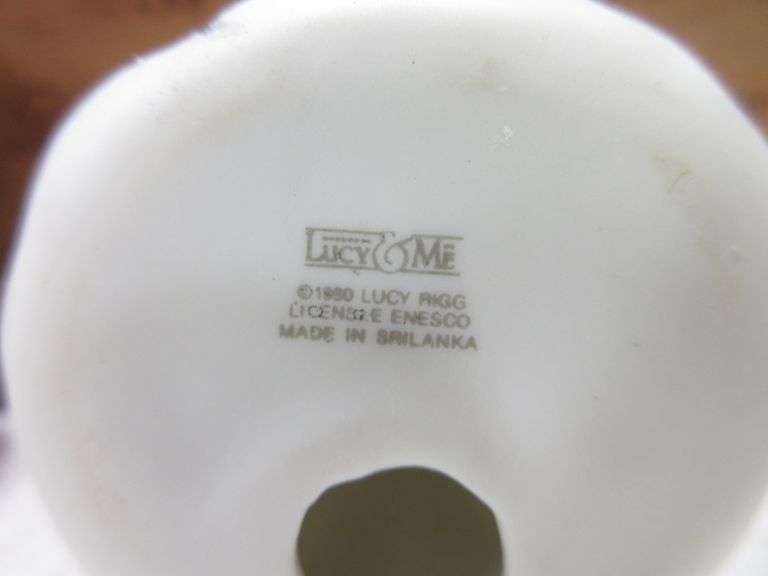 LUCY & ME
©1980 LUCY RIGG
LICENSEE ENESCO
MADE IN SRILANKA